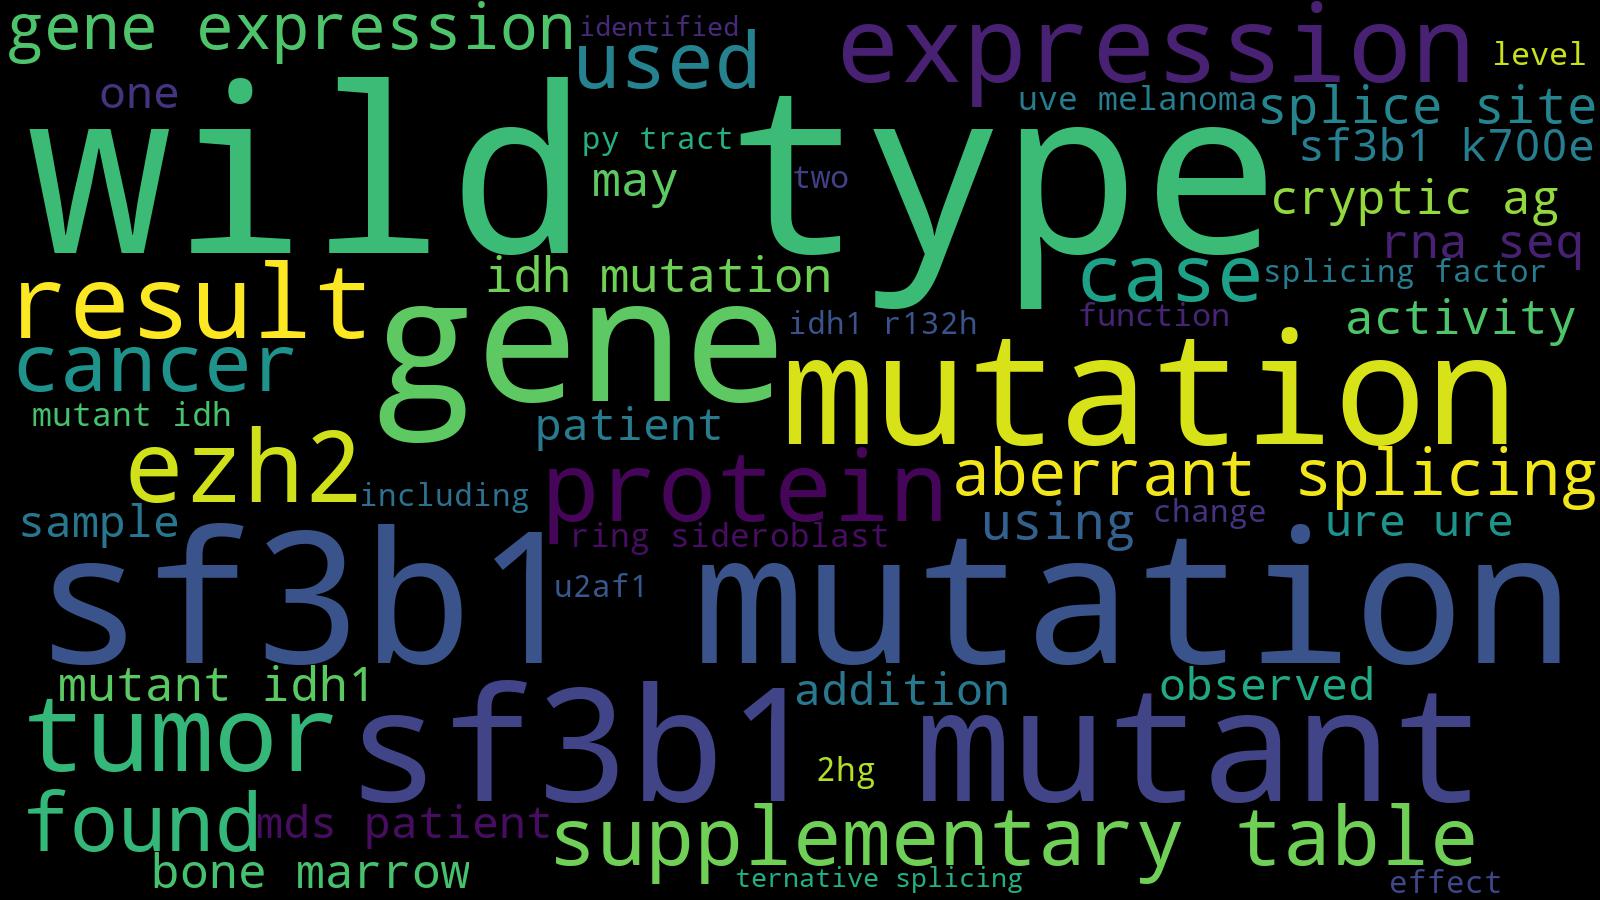 gene expression
identified
used
expression
level
one
uve melanoma
splice site
wild type
py tract
sf3b1 k700e
may
two
cryptic ag
rna seq
result
idh mutation
case
splicing factor
gene
idh1 r132h
function
activity
cancer
mutation
mutant idh
patient
ezh2
protein
aberrant splicing
including
sample
ring sideroblast
using
change
ure ure
sf3b1 mutation
u2af1
mutant idh1
addition
observed
tumor
sf3b1 mutant
2hg
found
mds patient
supplementary table
bone marrow
ternative splicing
effect